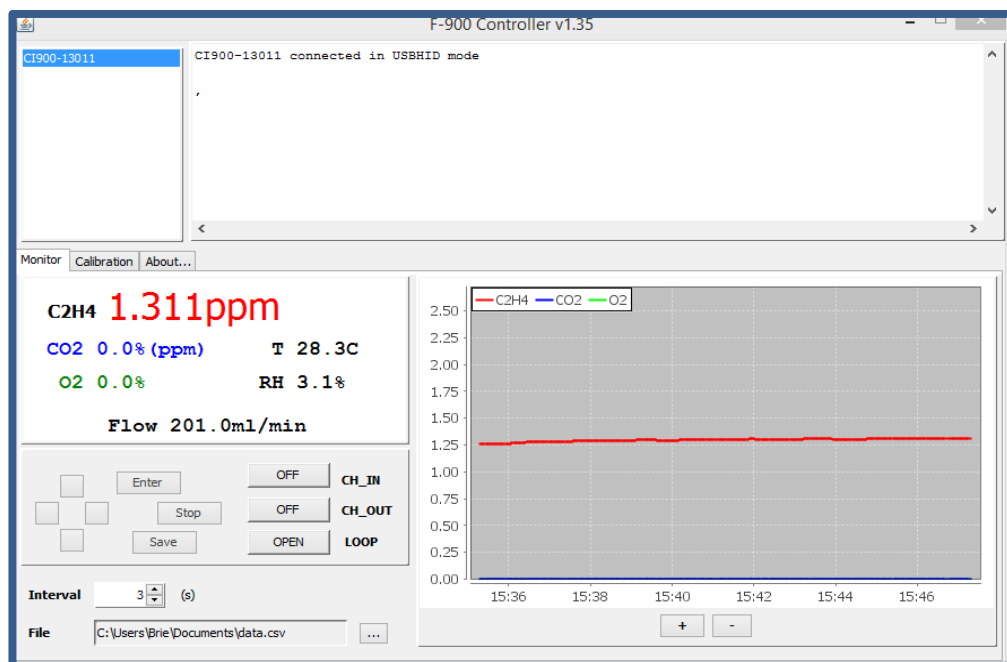 F-900 Controller v1.35
CI900-13011
CI900-13011 connected in USBHID mode
,
Monitor Calibration About...
C2H4 1.311ppm
CO2 0.0%(ppm) T 28.3C
O2 0.0% RH 3.1%
Flow 201.0ml/min
Enter
Stop
Save
OFF CH_IN
OFF CH_OUT
OPEN LOOP
Interval 3 (s)
File C:\Users\Brie\Documents\data.csv ...
C2H4 CO2 O2
2.50
2.25
2.00
1.75
1.50
1.25
1.00
0.75
0.50
0.25
0.00
15:36 15:38 15:40 15:42 15:44 15:46
+ -